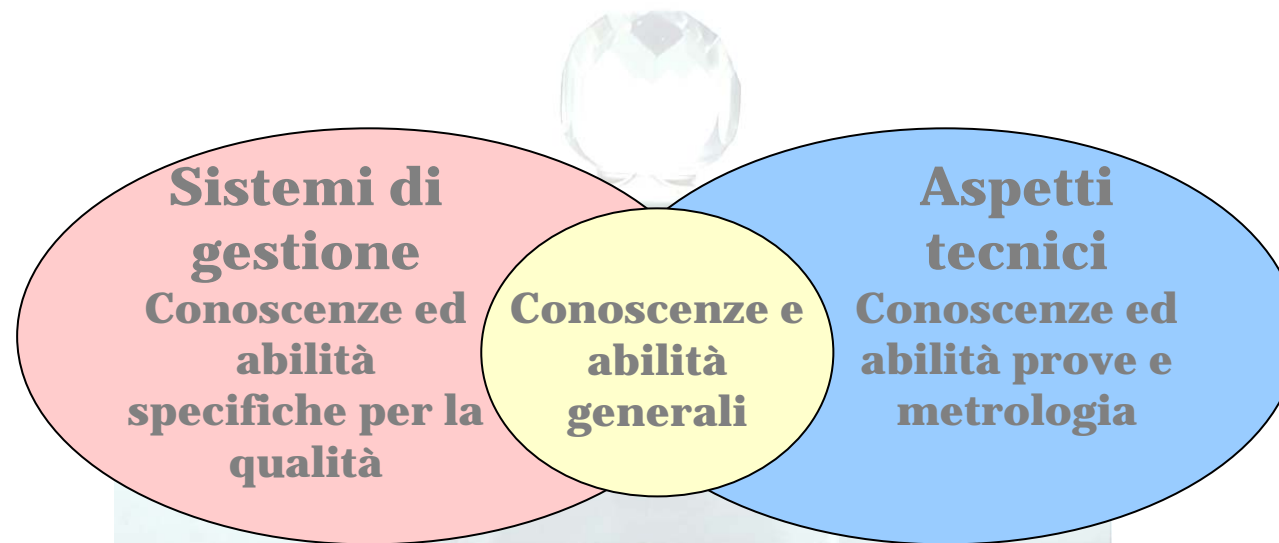 Sistemi di
gestione
Conoscenze ed
abilità
specifiche per la
qualità
Conoscenze e
abilità
generali
Aspetti
tecnici
Conoscenze ed
abilità prove e
metrologia